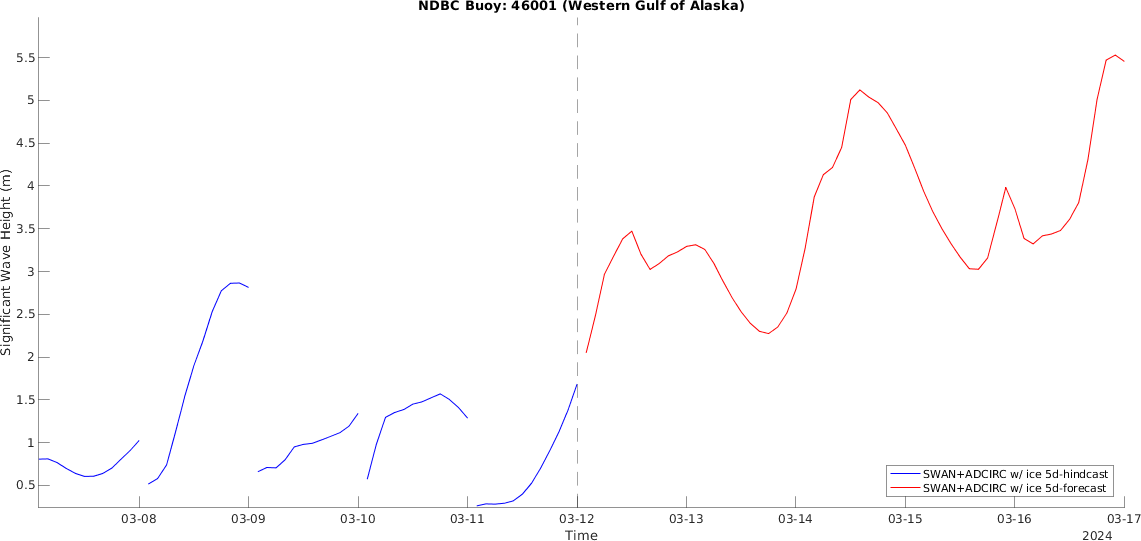 NDBC Buoy: 46001 (Western Gulf of Alaska)
Significant Wave Height (m)
5.5
5
4.5
4
3.5
3
2.5
2
1.5
1
0.5
SWAN+ADCIRC w/ ice 5d-hindcast
SWAN+ADCIRC w/ ice 5d-forecast
03-08 03-09 03-10 03-11 03-12 03-13 03-14 03-15 03-16 03-17
Time
2024